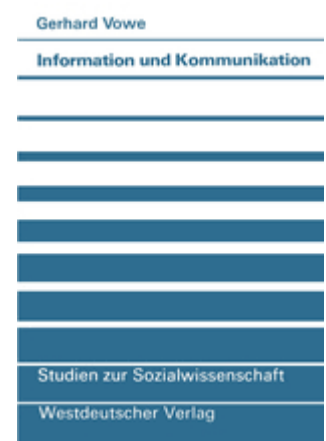 Gerhard Vowe
Information und Kommunikation
Studien zur Sozialwissenschaft
Westdeutscher Verlag